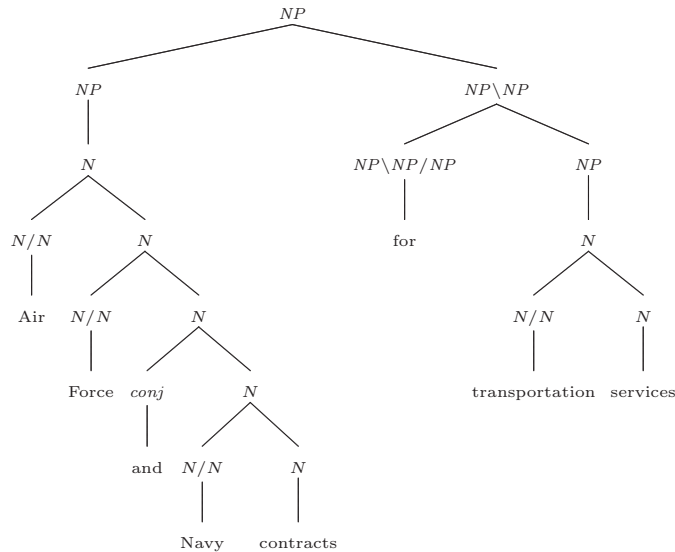 NP
NP NP\NP
N NP\NP/NP NP
N/N N for N
Air N/N N N/N N
Force conj N transportation services
and N/N N
Navy contracts